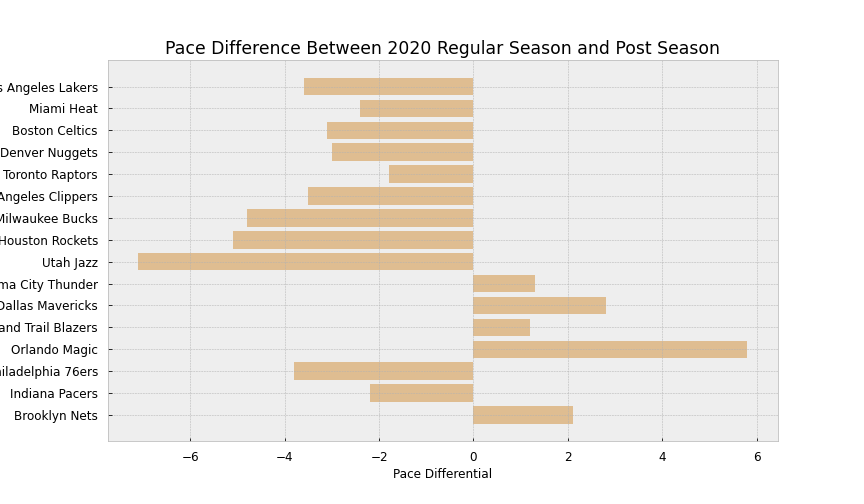 Pace Difference Between 2020 Regular Season and Post Season
s Angeles Lakers
Miami Heat
Boston Celtics
Denver Nuggets
Toronto Raptors
Angeles Clippers
Milwaukee Bucks
Houston Rockets
Utah Jazz
ma City Thunder
Dallas Mavericks
and Trail Blazers
Orlando Magic
iladelphia 76ers
Indiana Pacers
Brooklyn Nets
−6 −4 −2 0 2 4 6
Pace Differential